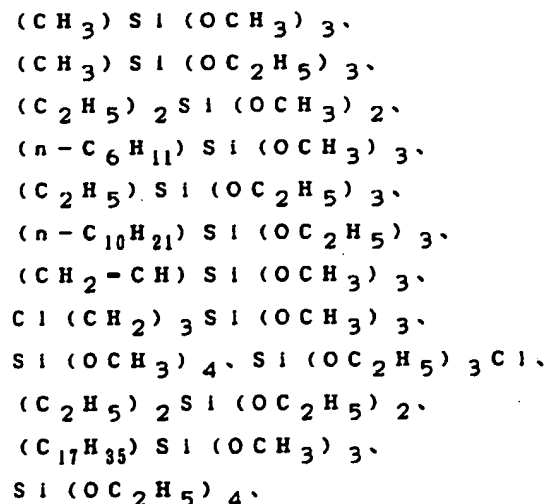 (CH₃)Si(OCH₃)₃、
(CH₃)Si(OC₂H₅)₃、
(C₂H₅)₂Si(OCH₃)₂、
(n-C₆H₁₁)Si(OCH₃)₃、
(C₂H₅)Si(OC₂H₅)₃、
(n-C₁₀H₂₁)Si(OC₂H₅)₃、
(CH₂-CH)Si(OCH₃)₃、
Cl(CH₂)₃Si(OCH₃)₃、
Si(OCH₃)₄、Si(OC₂H₅)₃Cl、
(C₂H₅)₂Si(OC₂H₅)₂、
(C₁₇H₃₅)Si(OCH₃)₃、
Si(OC₂H₅)₄、